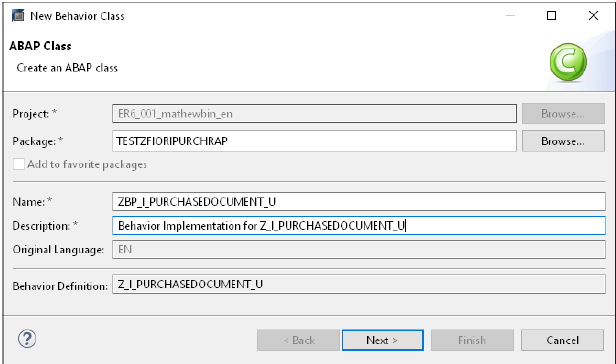 New Behavior Class
ABAP Class
Create an ABAP class
Project: * ER6_001_mathewbin_en Browse...
Package: * TESTZFIORIPURCHRAP Browse...
Add to favorite packages
Name: * ZBP_I_PURCHASEDOCUMENT_U
Description: * Behavior Implementation for Z_I_PURCHASEDOCUMENT_U
Original Language: EN
Behavior Definition: Z_I_PURCHASEDOCUMENT_U
? < Back Next > Finish Cancel